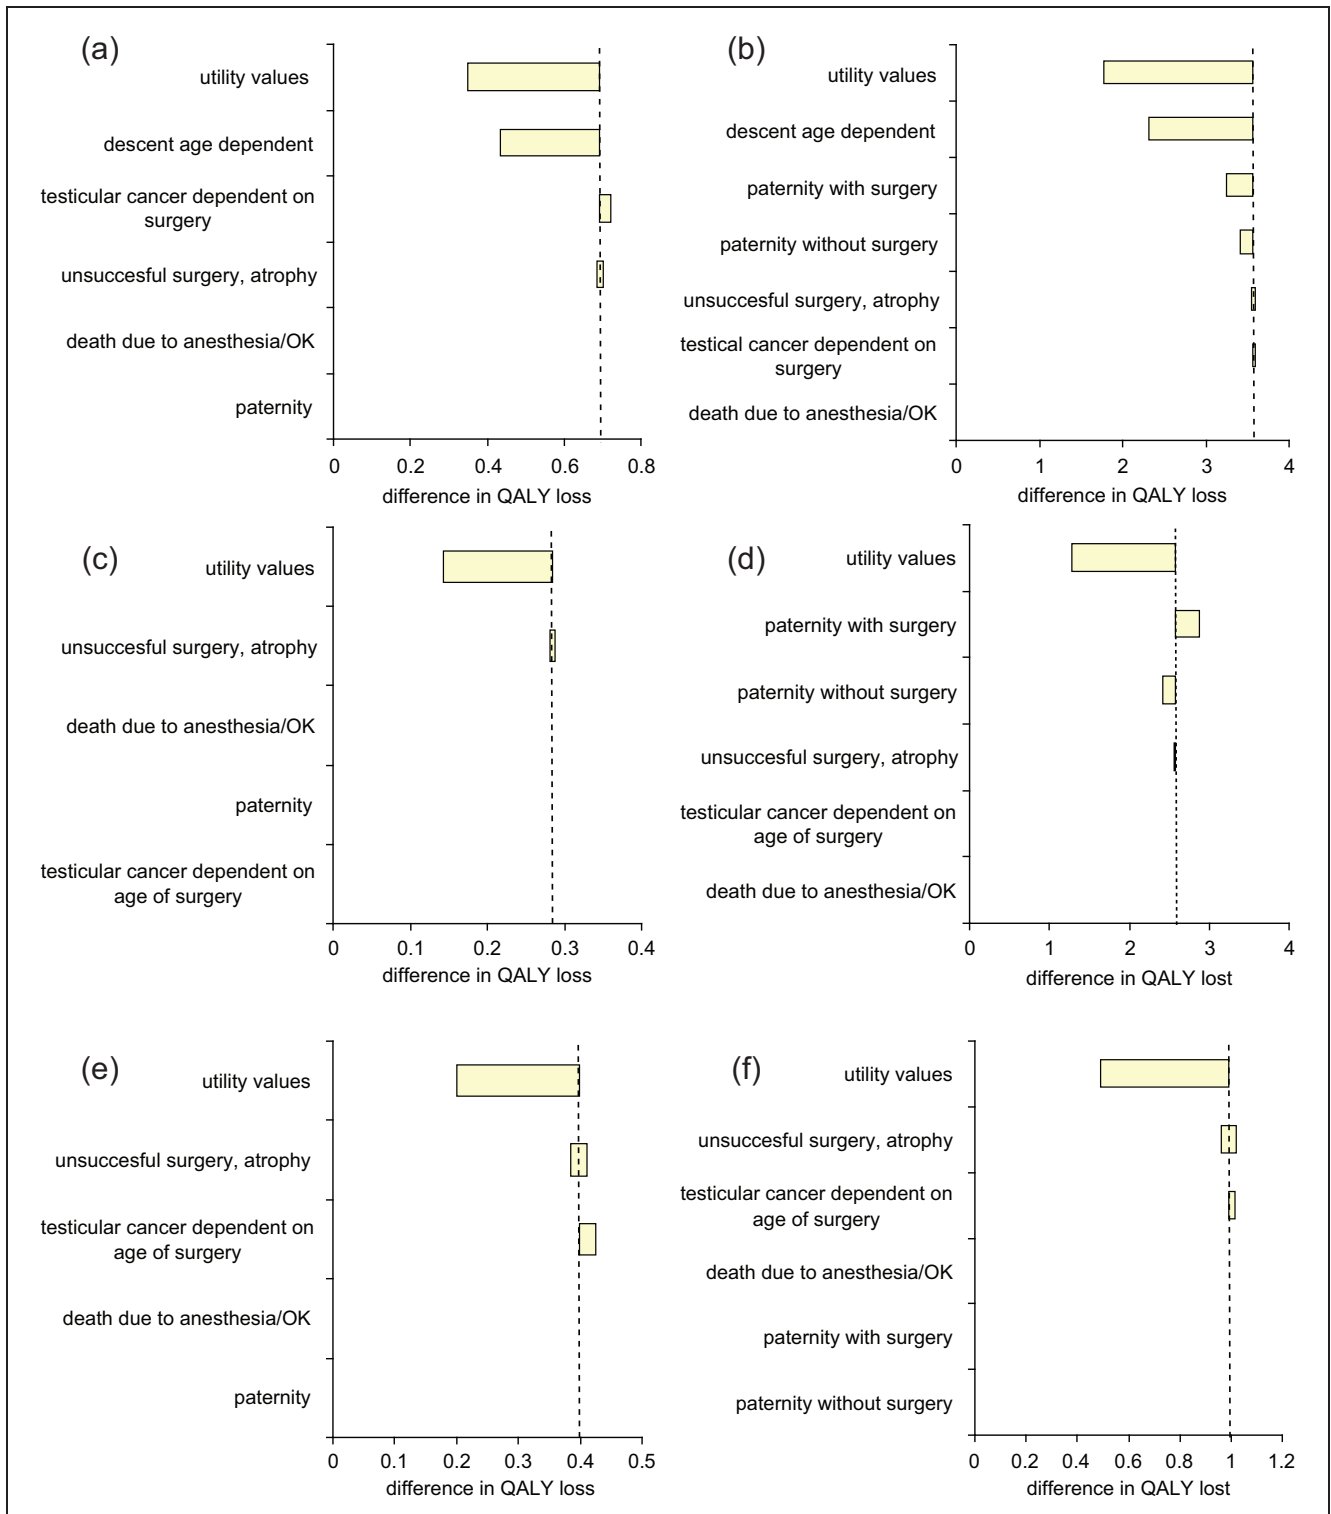 (a)
utility values
descent age dependent
testicular cancer dependent on
surgery
unsuccesful surgery, atrophy
death due to anesthesia/OK
paternity
0 0.2 0.4 0.6 0.8
difference in QALY loss
(b)
utility values
descent age dependent
paternity with surgery
paternity without surgery
unsuccesful surgery, atrophy
testical cancer dependent on
surgery
death due to anesthesia/OK
0 1 2 3 4
difference in QALY loss
(c)
utility values
unsuccesful surgery, atrophy
death due to anesthesia/OK
paternity
testicular cancer dependent on
age of surgery
0 0.1 0.2 0.3 0.4
difference in QALY loss
(d)
utility values
paternity with surgery
paternity without surgery
unsuccesful surgery, atrophy
testicular cancer dependent on
age of surgery
death due to anesthesia/OK
0 1 2 3 4
difference in QALY lost
(e)
utility values
unsuccesful surgery, atrophy
testicular cancer dependent on
age of surgery
death due to anesthesia/OK
paternity
0 0.1 0.2 0.3 0.4 0.5
difference in QALY loss
(f)
utility values
unsuccesful surgery, atrophy
testicular cancer dependent on
age of surgery
death due to anesthesia/OK
paternity with surgery
paternity without surgery
0 0.2 0.4 0.6 0.8 1 1.2
difference in QALY lost